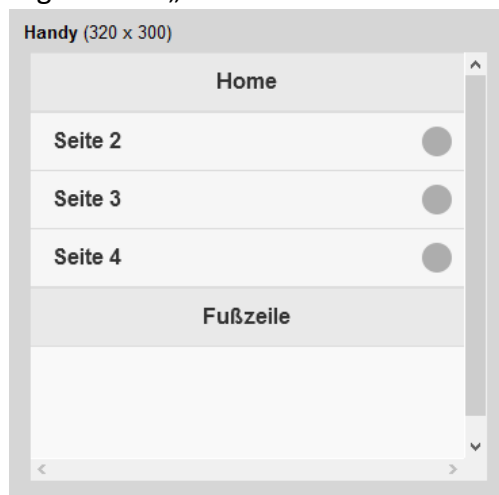 Handy (320 x 300)
Home
Seite 2
Seite 3
Seite 4
Fußzeile